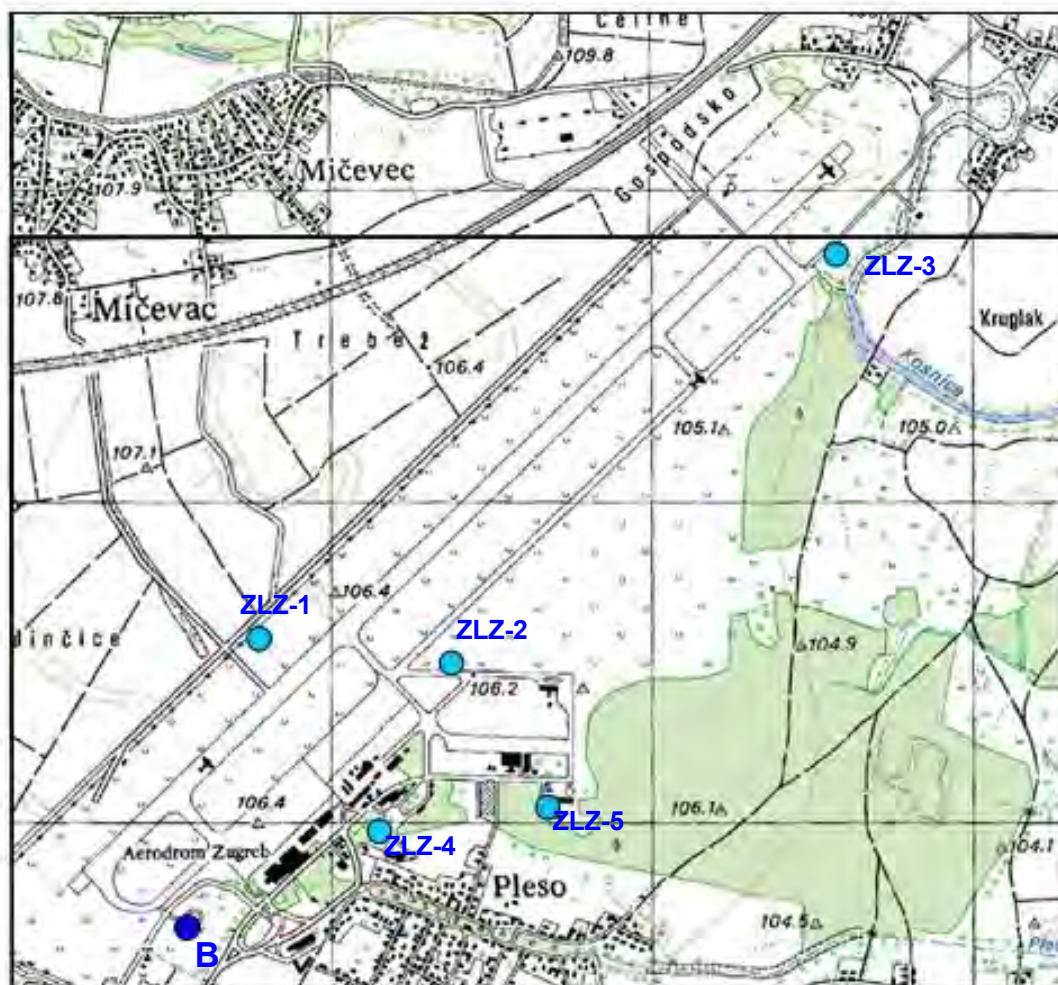 Celine
109.8
Gospodsko
Mičevec
107.9
ZLZ-3
107.8
Mičevac
Kruplak
Trebež
Kosnica
106.4
105.1
105.0
107.1
106.4
ZLZ-1
ZLZ-2
dinčice
104.9
106.2
106.4
106.1
ZLZ-5
ZLZ-4
104.1
Aerodrom Zagreb
Pleso
104.5
B